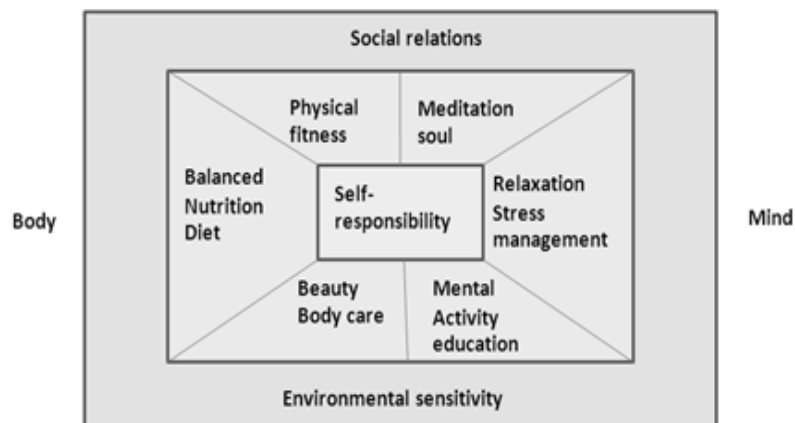 Social relations
Physical
fitness
Meditation
soul
Balanced
Nutrition
Diet
Self-
responsibility
Relaxation
Stress
management
Body
Mind
Beauty
Body care
Mental
Activity
education
Environmental sensitivity